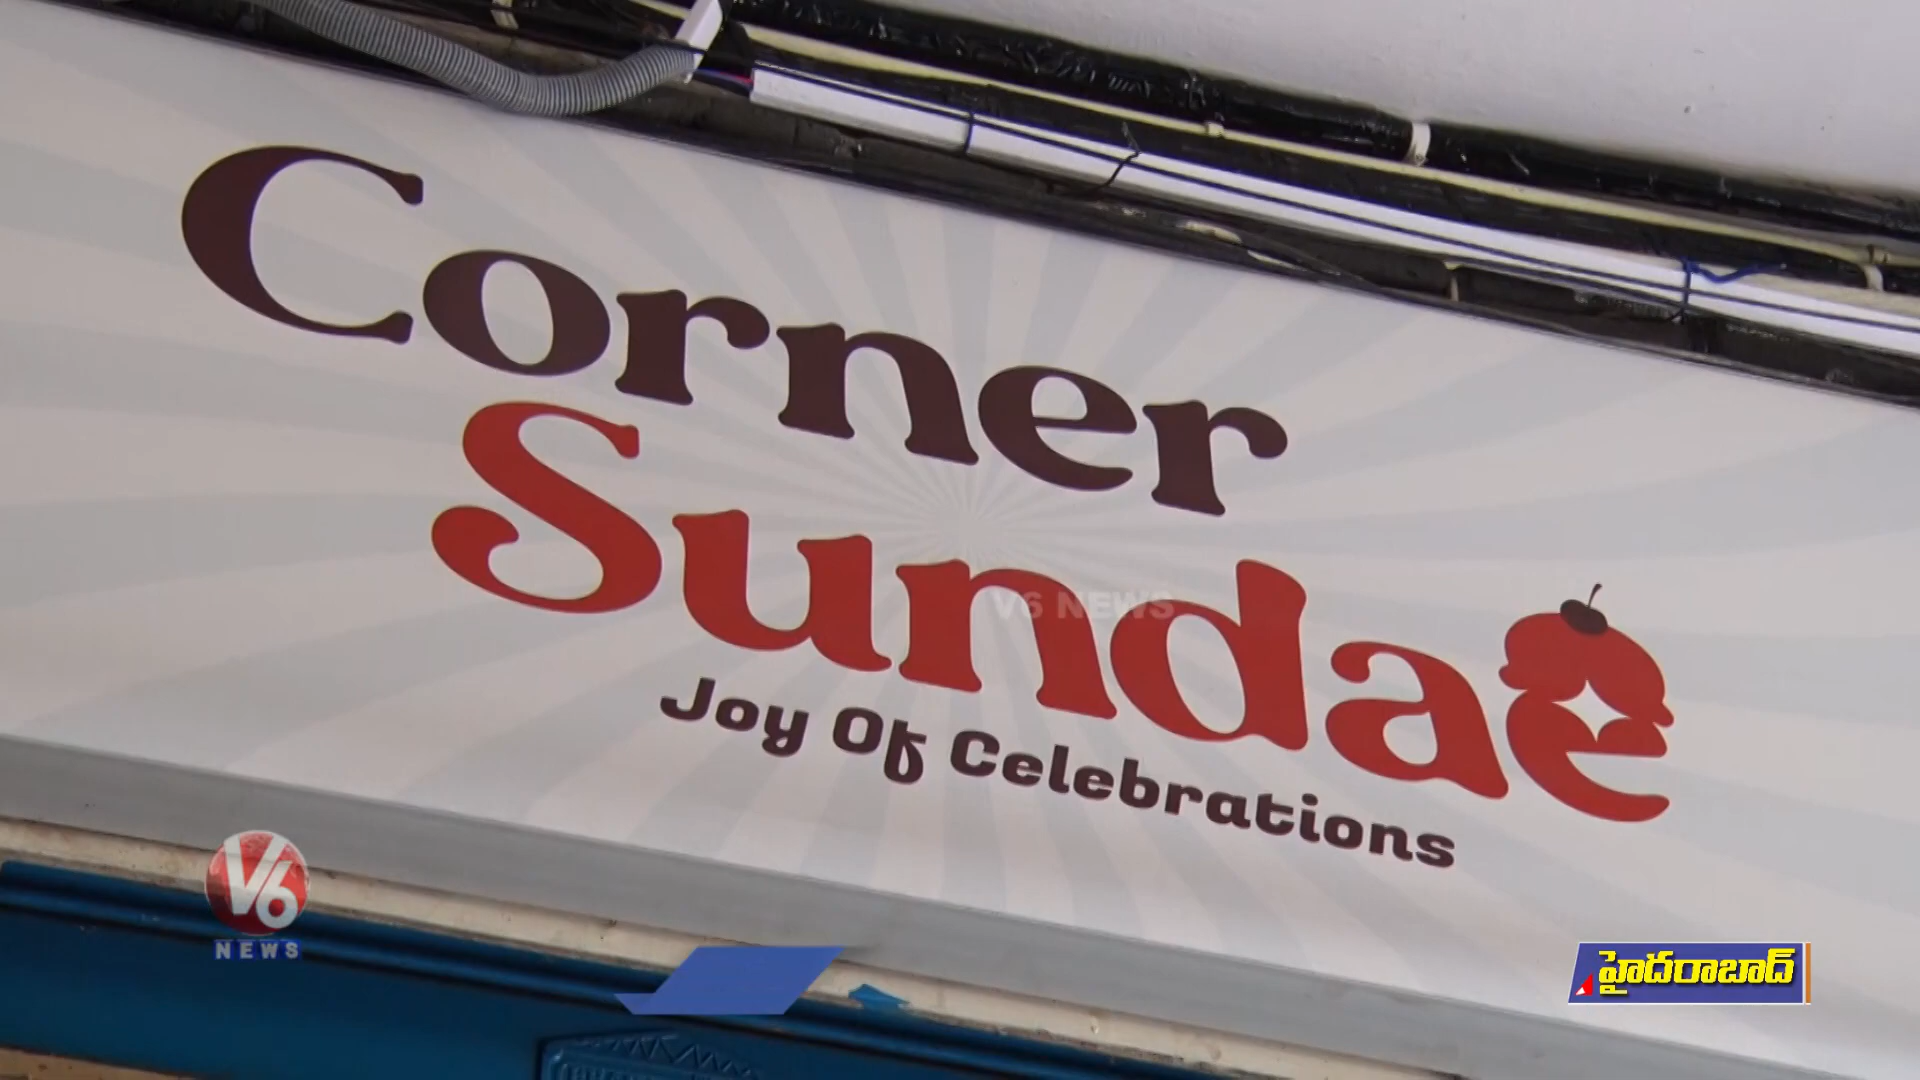 Corner
Sundae
Joy Of Celebrations
V6 NEWS
V6
NEWS
హైదరాబాద్